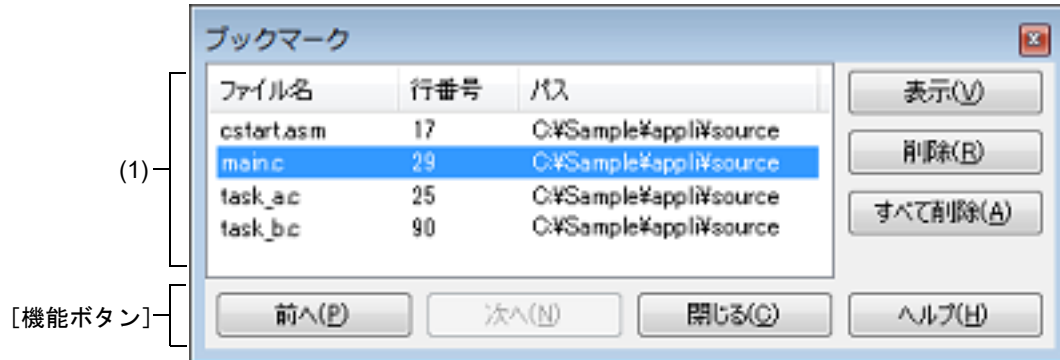 ブックマーク
ファイル名 行番号 パス
cstart.asm 17 C:¥Sample¥appli¥source
main.c 29 C:¥Sample¥appli¥source
task_a.c 25 C:¥Sample¥appli¥source
task_b.c 90 C:¥Sample¥appli¥source
表示(V)
削除(R)
すべて削除(A)
(1)
[機能ボタン]
前へ(P) 次へ(N) 閉じる(C) ヘルプ(H)